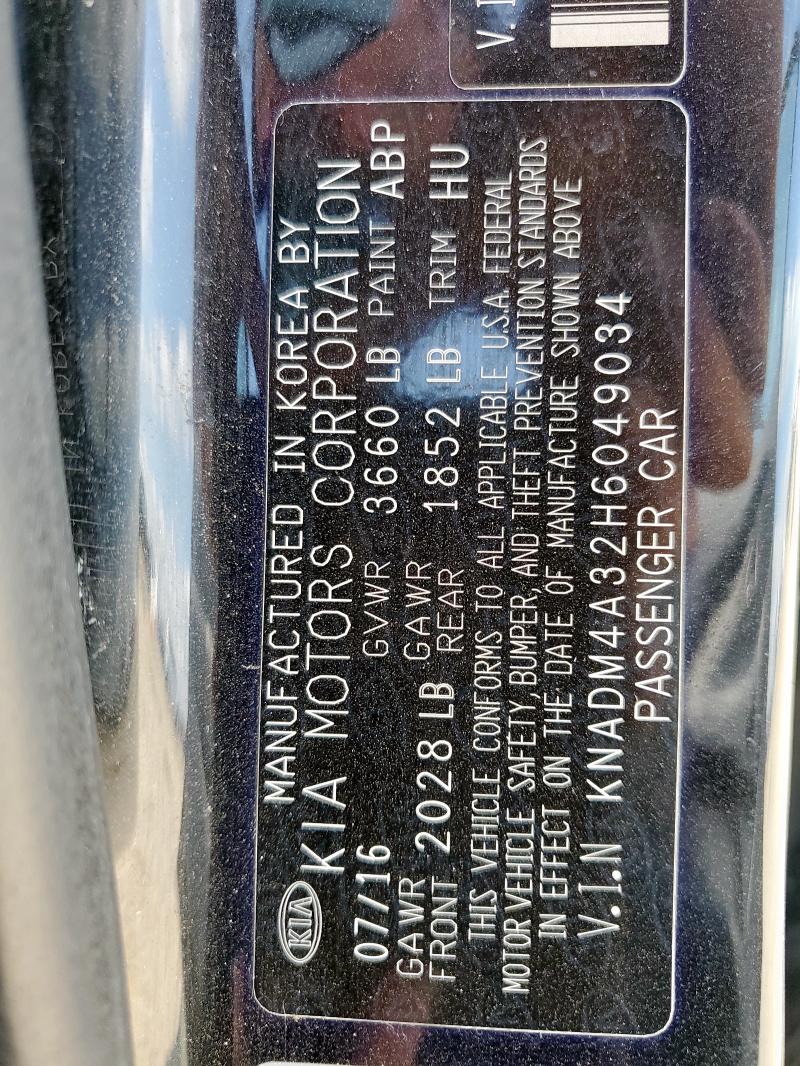 MANUFACTURED IN KOREA BY
KIA KIA MOTORS CORPORATION
07/16 GVWR 3660 LB PAINT ABP
GAWR FRONT 2028 LB GAWR REAR 1852 LB TRIM HU
THIS VEHICLE CONFORMS TO ALL APPLICABLE U.S.A. FEDERAL
MOTOR VEHICLE SAFETY, BUMPER, AND THEFT PREVENTION STANDARDS
IN EFFECT ON THE DATE OF MANUFACTURE SHOWN ABOVE
V.I.N KNADM4A32H6049034
PASSENGER CAR